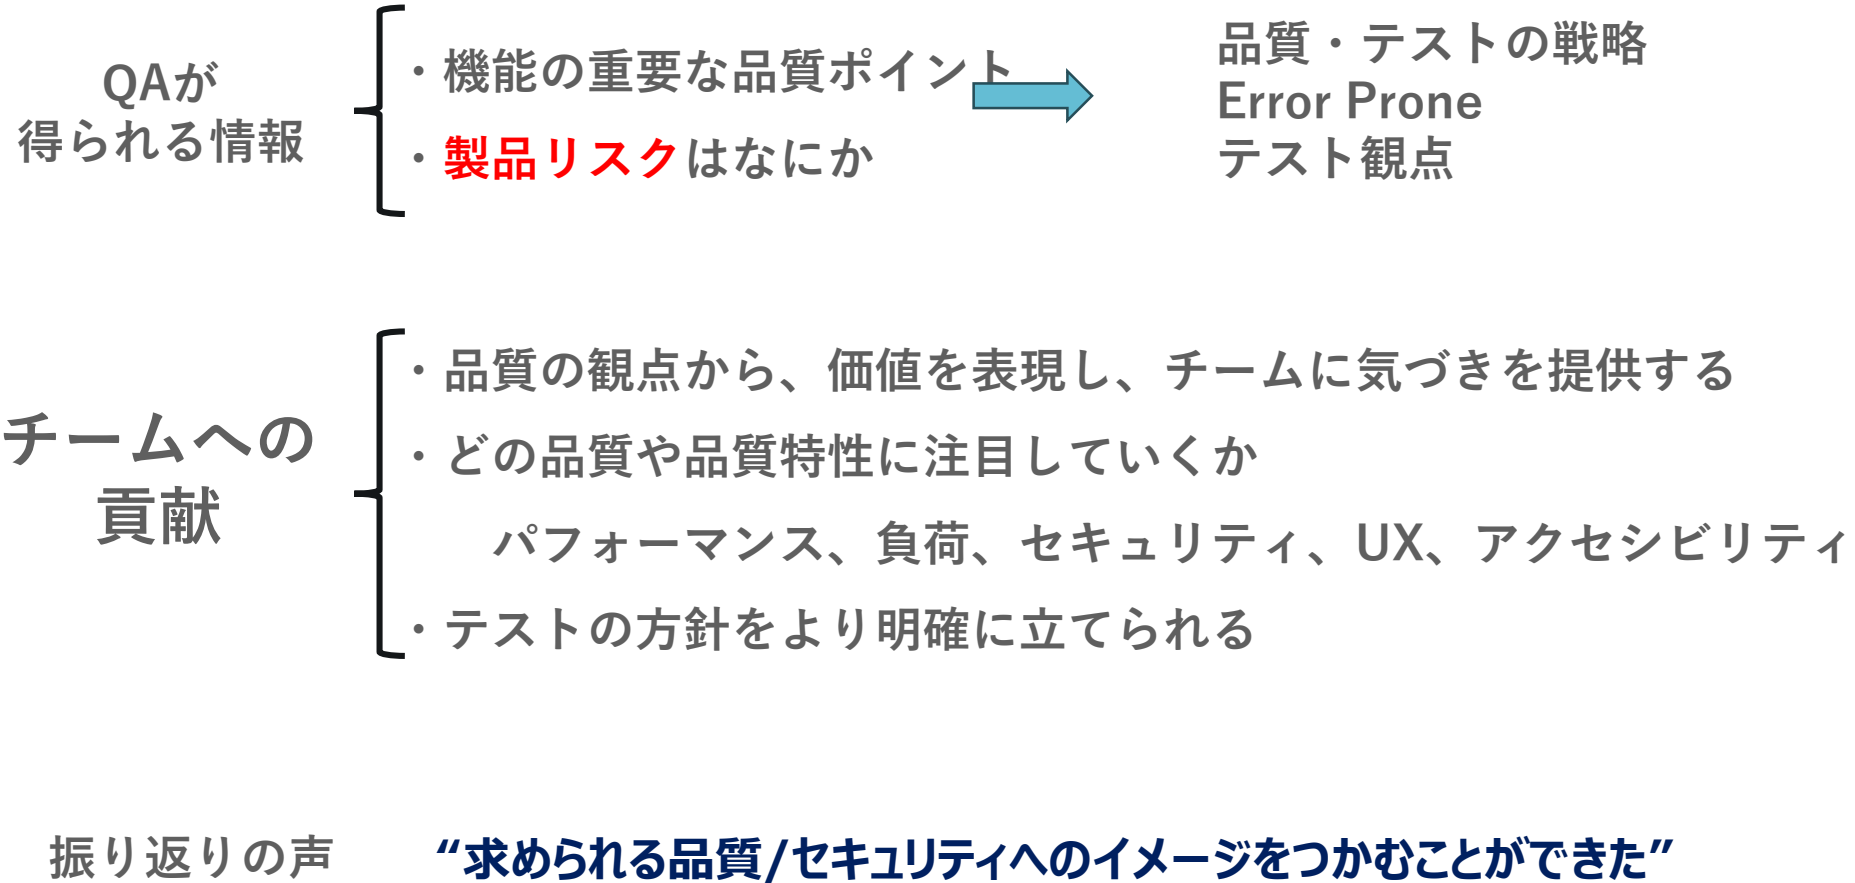 QAが
得られる情報
・機能の重要な品質ポイント
・製品リスクはなにか
品質・テストの戦略
Error Prone
テスト観点
チームへの
貢献
・品質の観点から、価値を表現し、チームに気づきを提供する
・どの品質や品質特性に注目していくか
パフォーマンス、負荷、セキュリティ、UX、アクセシビリティ
・テストの方針をより明確に立てられる
振り返りの声
“求められる品質/セキュリティへのイメージをつかむことができた”